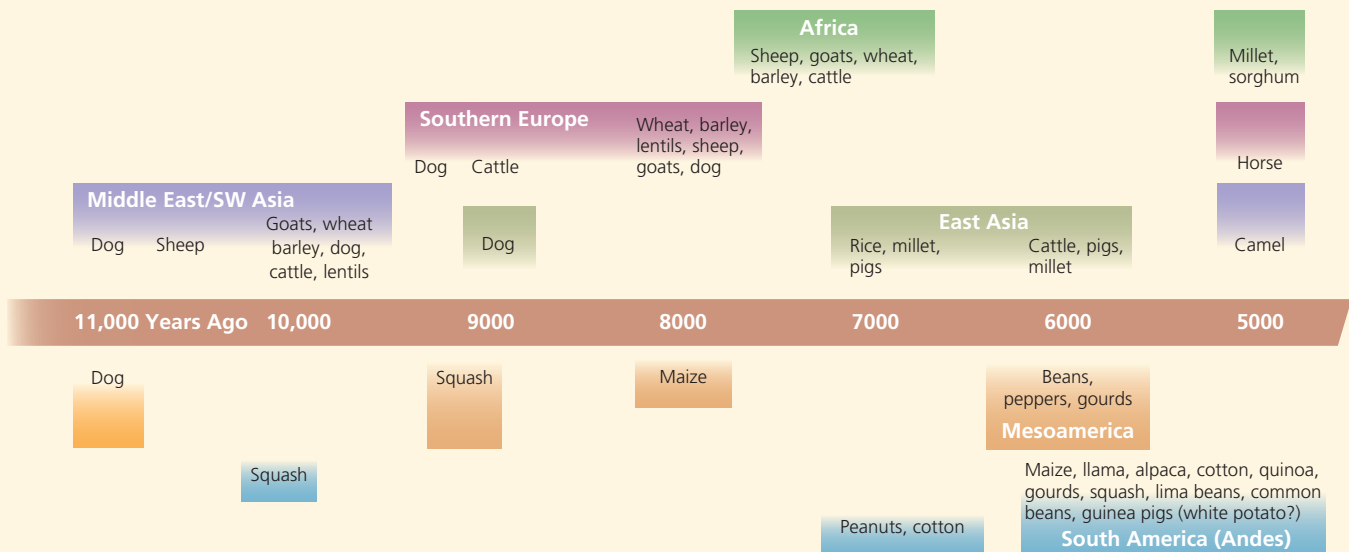 Africa
Sheep, goats, wheat,
barley, cattle
Millet,
sorghum
Southern Europe
Dog
Cattle
Wheat, barley,
lentils, sheep,
goats, dog
Horse
Middle East/SW Asia
Dog
Sheep
Goats, wheat
barley, dog,
cattle, lentils
Dog
East Asia
Rice, millet,
pigs
Cattle, pigs,
millet
Camel
11,000 Years Ago
10,000
9000
8000
7000
6000
5000
Dog
Squash
Maize
Beans,
peppers, gourds
Mesoamerica
Squash
Peanuts, cotton
Maize, llama, alpaca, cotton, quinoa,
gourds, squash, lima beans, common
beans, guinea pigs (white potato?)
South America (Andes)